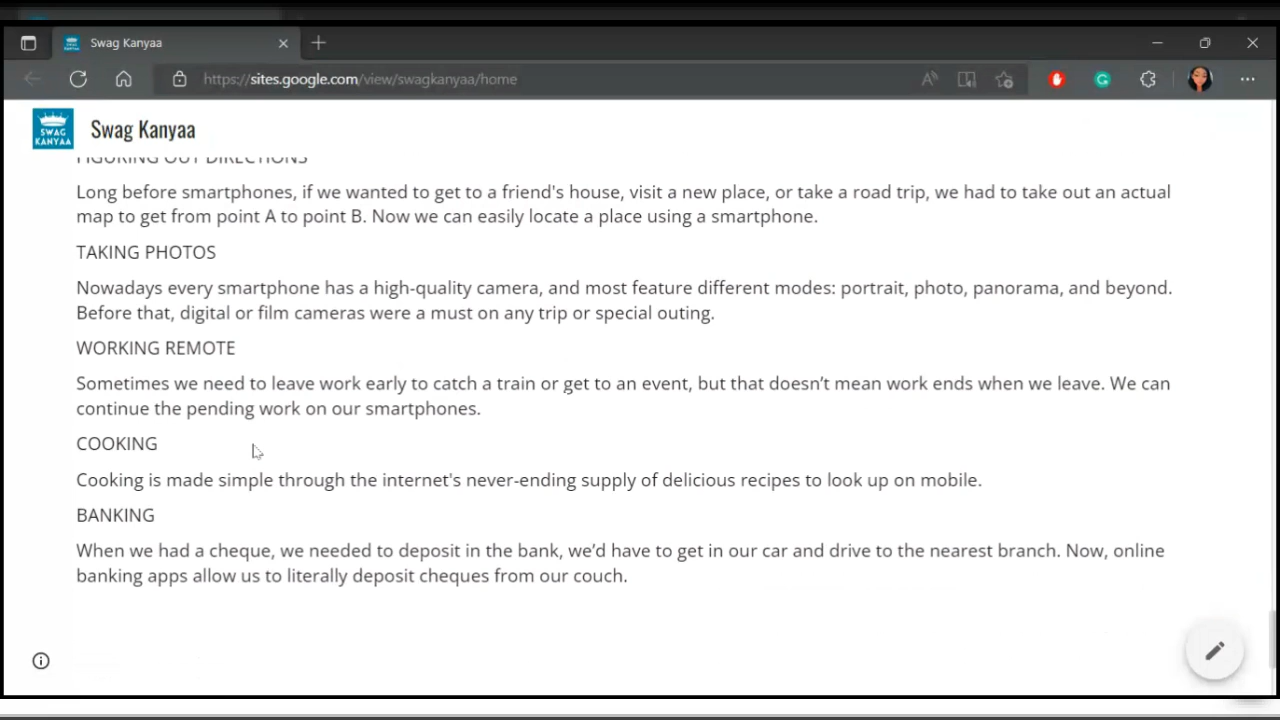 Swag Kanyaa
https://sites.google.com/view/swagkanyaa/home
SWAG
KANYAA
Swag Kanyaa
FIGURING OUT DIRECTIONS
Long before smartphones, if we wanted to get to a friend's house, visit a new place, or take a road trip, we had to take out an actual
map to get from point A to point B. Now we can easily locate a place using a smartphone.
TAKING PHOTOS
Nowadays every smartphone has a high-quality camera, and most feature different modes: portrait, photo, panorama, and beyond.
Before that, digital or film cameras were a must on any trip or special outing.
WORKING REMOTE
Sometimes we need to leave work early to catch a train or get to an event, but that doesn’t mean work ends when we leave. We can
continue the pending work on our smartphones.
COOKING
Cooking is made simple through the internet's never-ending supply of delicious recipes to look up on mobile.
BANKING
When we had a cheque, we needed to deposit in the bank, we’d have to get in our car and drive to the nearest branch. Now, online
banking apps allow us to literally deposit cheques from our couch.